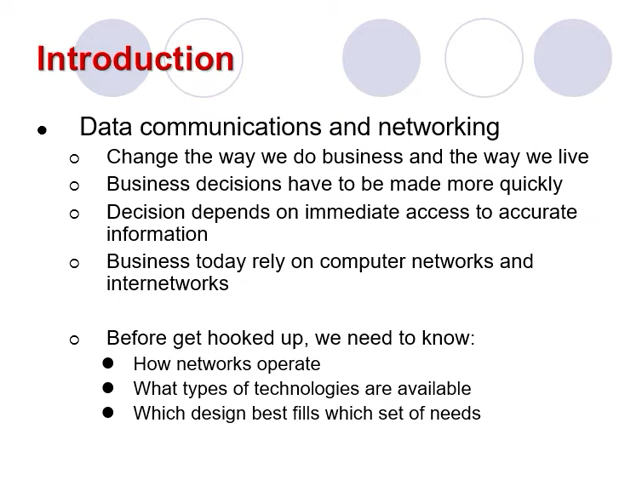 Introduction
Data communications and networking
Change the way we do business and the way we live
Business decisions have to be made more quickly
Decision depends on immediate access to accurate
information
Business today rely on computer networks and
internetworks
Before get hooked up, we need to know:
How networks operate
What types of technologies are available
Which design best fills which set of needs